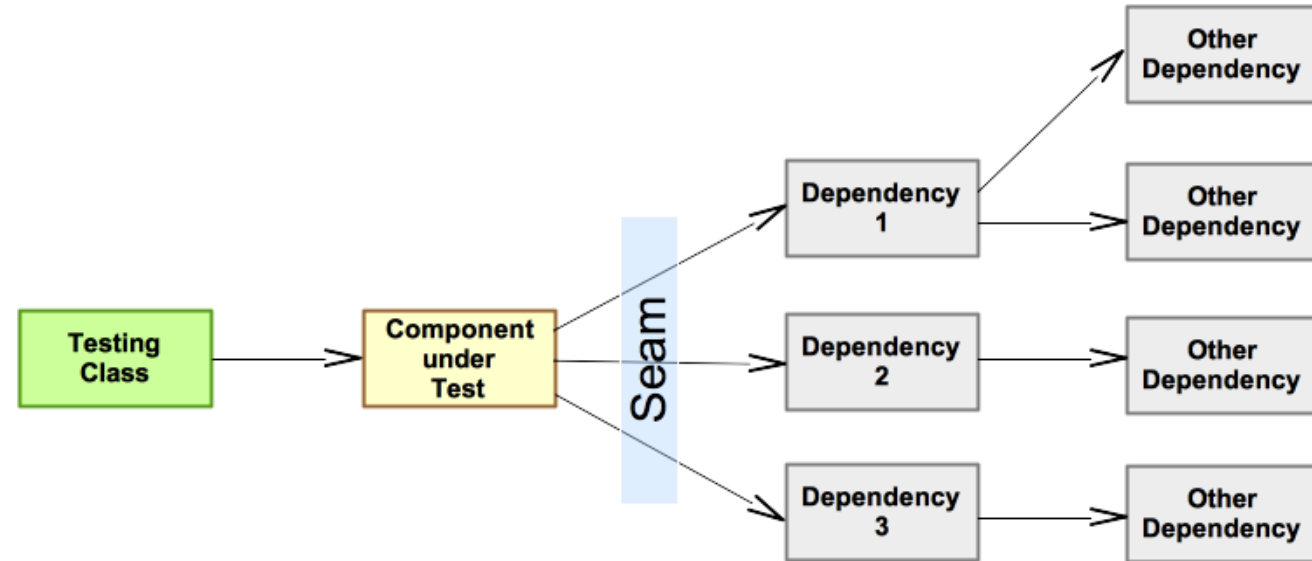 Testing
Class
Component
under
Test
Seam
Dependency
1
Dependency
2
Dependency
3
Other
Dependency
Other
Dependency
Other
Dependency
Other
Dependency